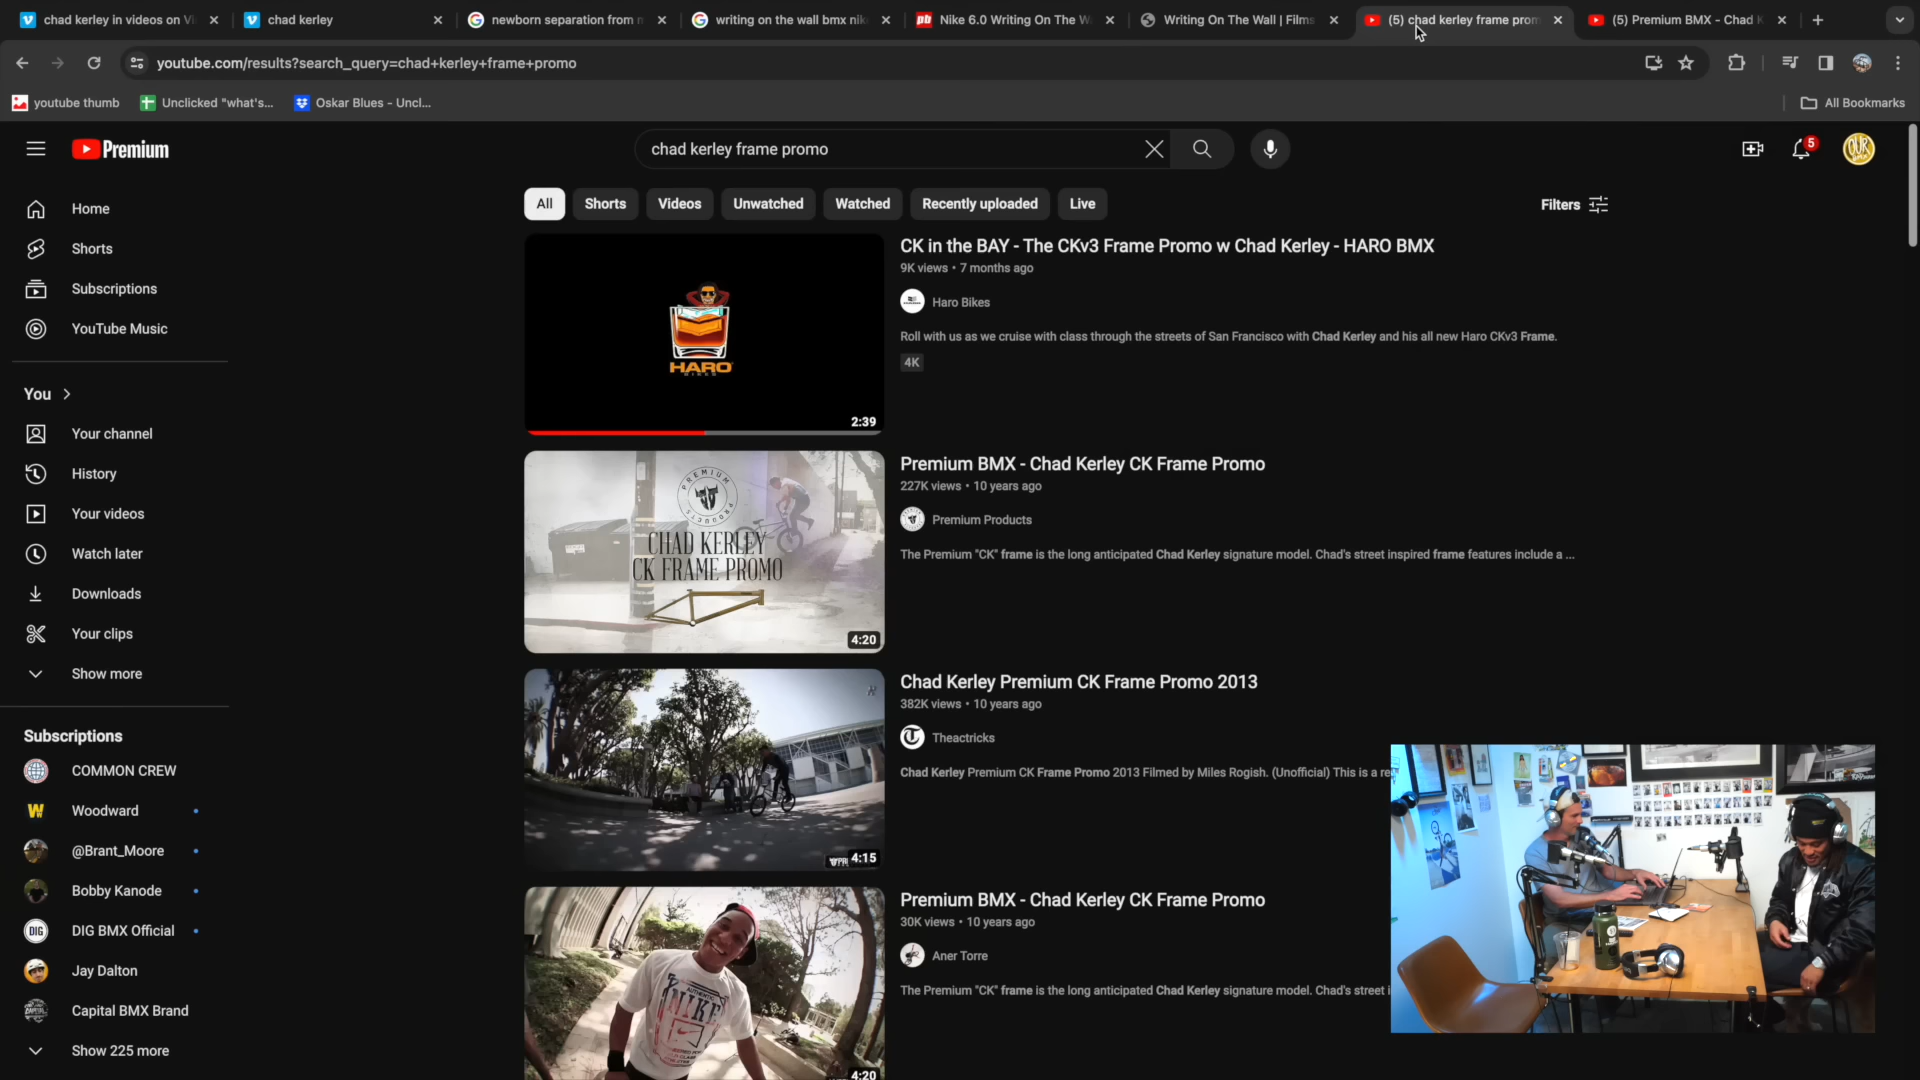 chad kerley in videos on Vi
chad kerley
newborn separation from m
writing on the wall bmx nike
Nike 6.0 Writing On The W
Writing On The Wall | Films
(5) chad kerley frame prom
(5) Premium BMX - Chad K
youtube.com/results?search_query=chad+kerley+frame+promo
youtube thumb
Unclicked "what's...
Oskar Blues - Uncl...
All Bookmarks
Premium
chad kerley frame promo
5
Home
Shorts
Subscriptions
YouTube Music
You
Your channel
History
Your videos
Watch later
Downloads
Your clips
Show more
Subscriptions
COMMON CREW
Woodward
@Brant_Moore
Bobby Kanode
DIG BMX Official
Jay Dalton
Capital BMX Brand
Show 225 more
All
Shorts
Videos
Unwatched
Watched
Recently uploaded
Live
Filters
HARO
BIKES
2:39
CK in the BAY - The CKv3 Frame Promo w Chad Kerley - HARO BMX
9K views • 7 months ago
Haro Bikes
Roll with us as we cruise with class through the streets of San Francisco with Chad Kerley and his all new Haro CKv3 Frame.
4K
PREMIUM
PRODUCTS
CHAD KERLEY
CK FRAME PROMO
4:20
Premium BMX - Chad Kerley CK Frame Promo
227K views • 10 years ago
Premium Products
The Premium "CK" frame is the long anticipated Chad Kerley signature model. Chad's street inspired frame features include a ...
4:15
Chad Kerley Premium CK Frame Promo 2013
382K views • 10 years ago
Theactricks
Chad Kerley Premium CK Frame Promo 2013 Filmed by Miles Rogish. (Unofficial) This is a re
AUTHENTIC
NIKE
4:20
Premium BMX - Chad Kerley CK Frame Promo
30K views • 10 years ago
Aner Torre
The Premium "CK" frame is the long anticipated Chad Kerley signature model. Chad's street i